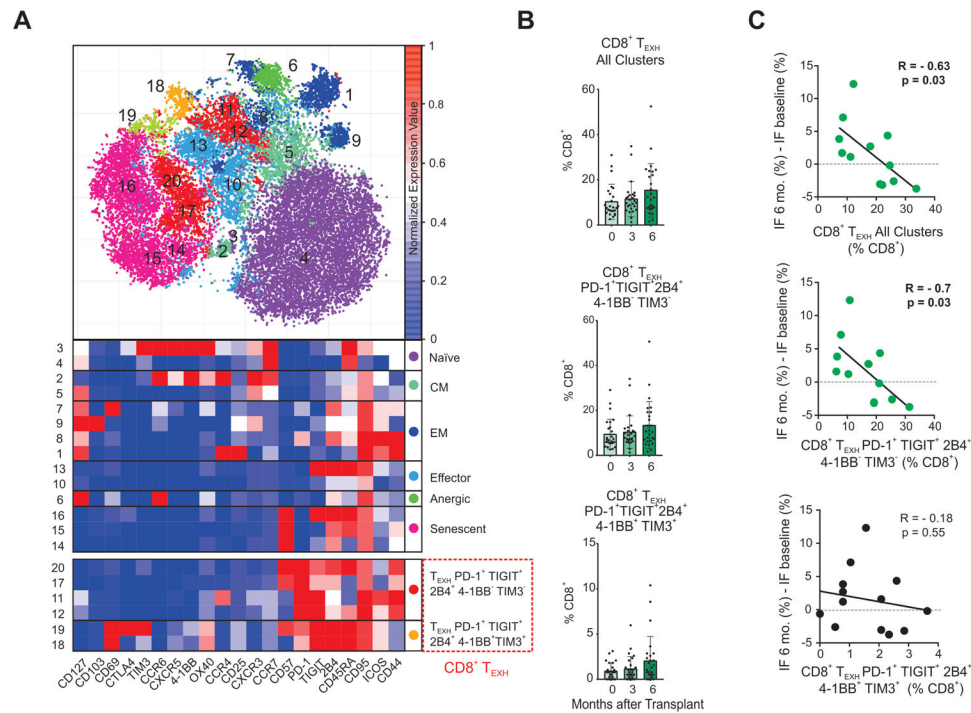 A
7
6
18
1
11
8
19
12
9
13
5
16
20
10
17
3
4
14
2
15
1
0.8
0.6
0.4
0.2
0
Normalized Expression Value
3
4
Naïve
2
5
CM
7
9
8
1
EM
13
10
Effector
6
Anergic
16
15
14
Senescent
20
17
11
12
T_EXH PD-1⁺ TIGIT⁺
2B4⁺ 4-1BB⁻ TIM3⁻
19
18
T_EXH PD-1⁺ TIGIT⁺
2B4⁺ 4-1BB⁺TIM3⁺
CD8⁺ T_EXH
CD127
CD103
CD69
CTLA4
TIM3
CCR6
CXCR5
4-1BB
OX40
CCR4
CD25
CXCR3
CCR7
CD57
PD-1
TIGIT
2B4
CD45RA
CD95
ICOS
CD44
B
CD8⁺ T_EXH
All Clusters
% CD8⁺
60
40
20
0
0 3 6
CD8⁺ T_EXH
PD-1⁺TIGIT⁺2B4⁺
4-1BB⁻ TIM3⁻
% CD8⁺
60
40
20
0
0 3 6
CD8⁺ T_EXH
PD-1⁺TIGIT⁺2B4⁺
4-1BB⁺ TIM3⁺
% CD8⁺
15
10
5
0
0 3 6
Months after Transplant
C
R = - 0.63
p = 0.03
IF 6 mo. (%) - IF baseline (%)
15
10
5
0
-5
0 10 20 30 40
CD8⁺ T_EXH All Clusters
(% CD8⁺)
R = - 0.7
p = 0.03
IF 6 mo. (%) - IF baseline (%)
15
10
5
0
-5
0 10 20 30 40
CD8⁺ T_EXH PD-1⁺ TIGIT⁺ 2B4⁺
4-1BB⁻ TIM3⁻ (% CD8⁺)
R = - 0.18
p = 0.55
IF 6 mo. (%) - IF baseline (%)
15
10
5
0
-5
0 1 2 3 4
CD8⁺ T_EXH PD-1⁺ TIGIT⁺ 2B4⁺
4-1BB⁺ TIM3⁺ (% CD8⁺)